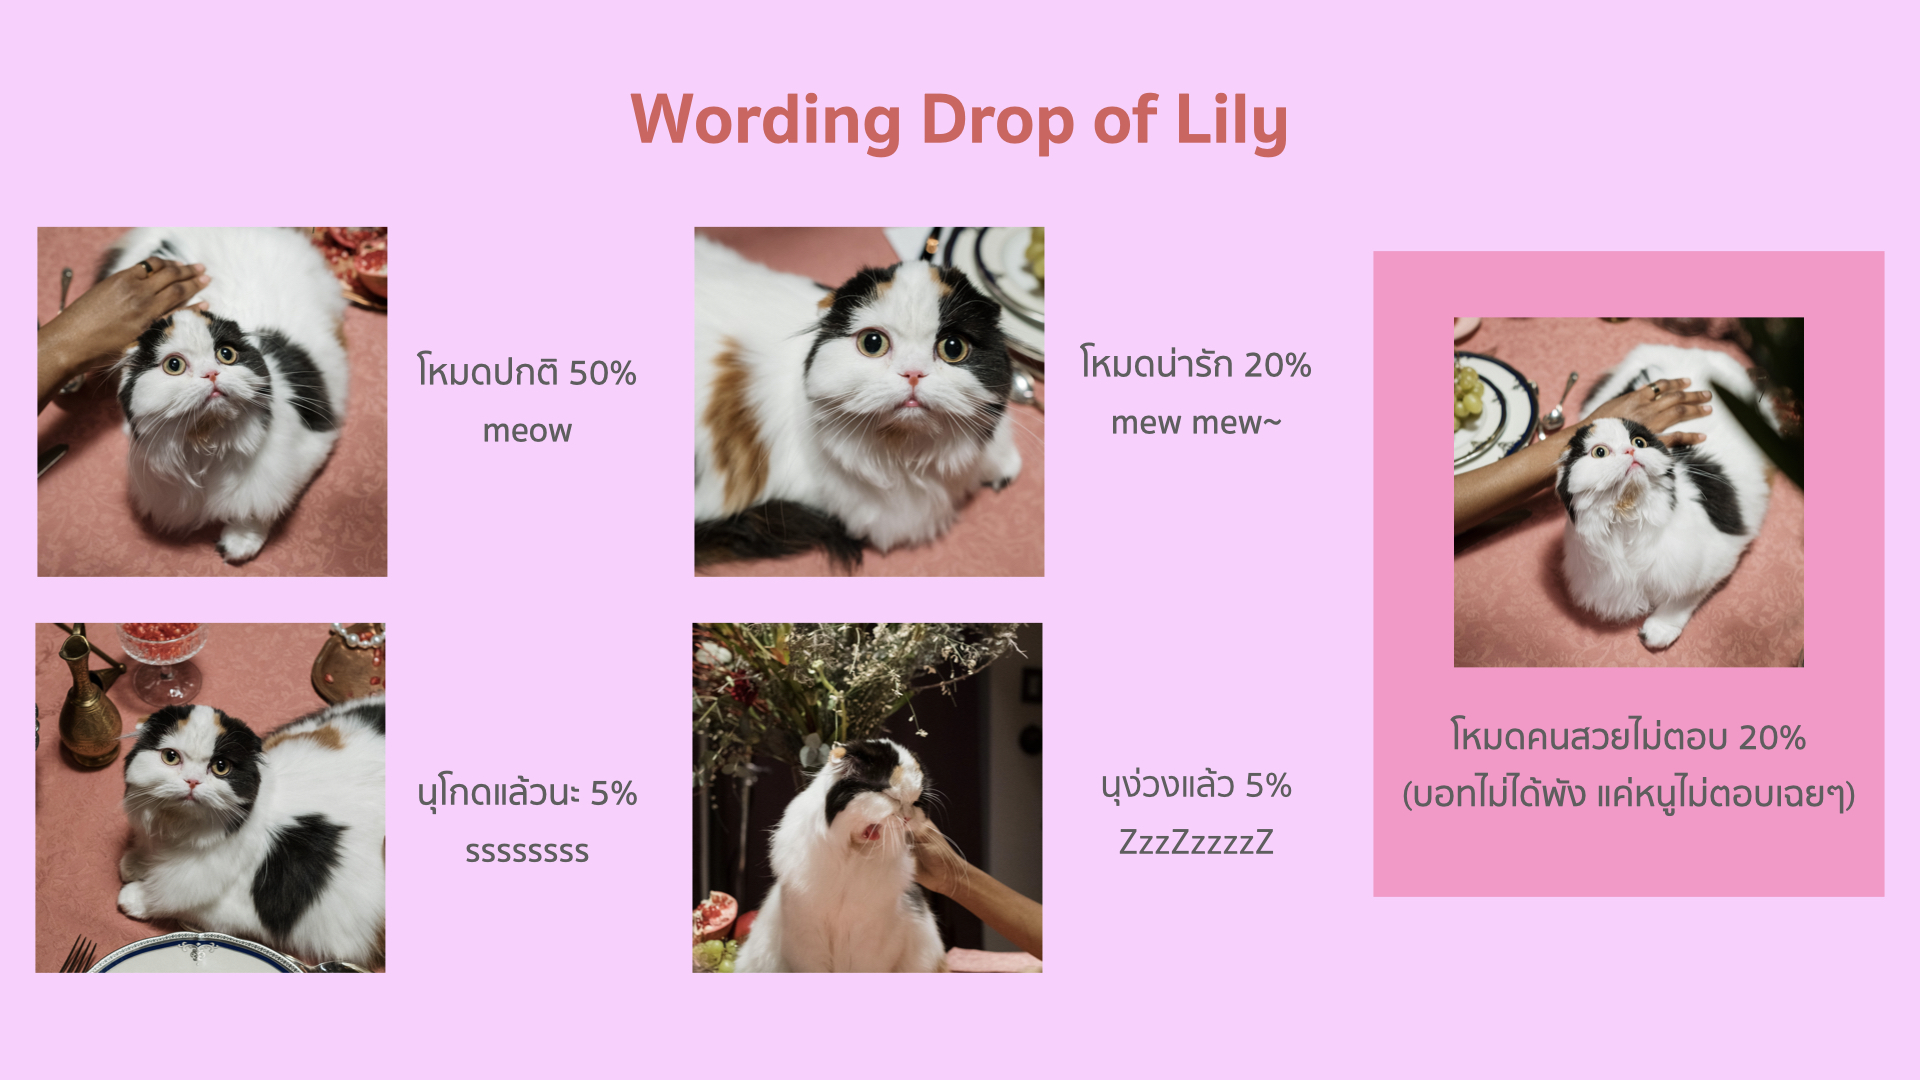 Wording Drop of Lily
โหมดปกติ 50%
meow
โหมดน่ารัก 20%
mew mew~
นุโกดแล้วนะ 5%
ssssssss
นุง่วงแล้ว 5%
ZzzZzzzzZ
โหมดคนสวยไม่ตอบ 20%
(บอทไม่ได้พัง แค่หนูไม่ตอบเฉยๆ)